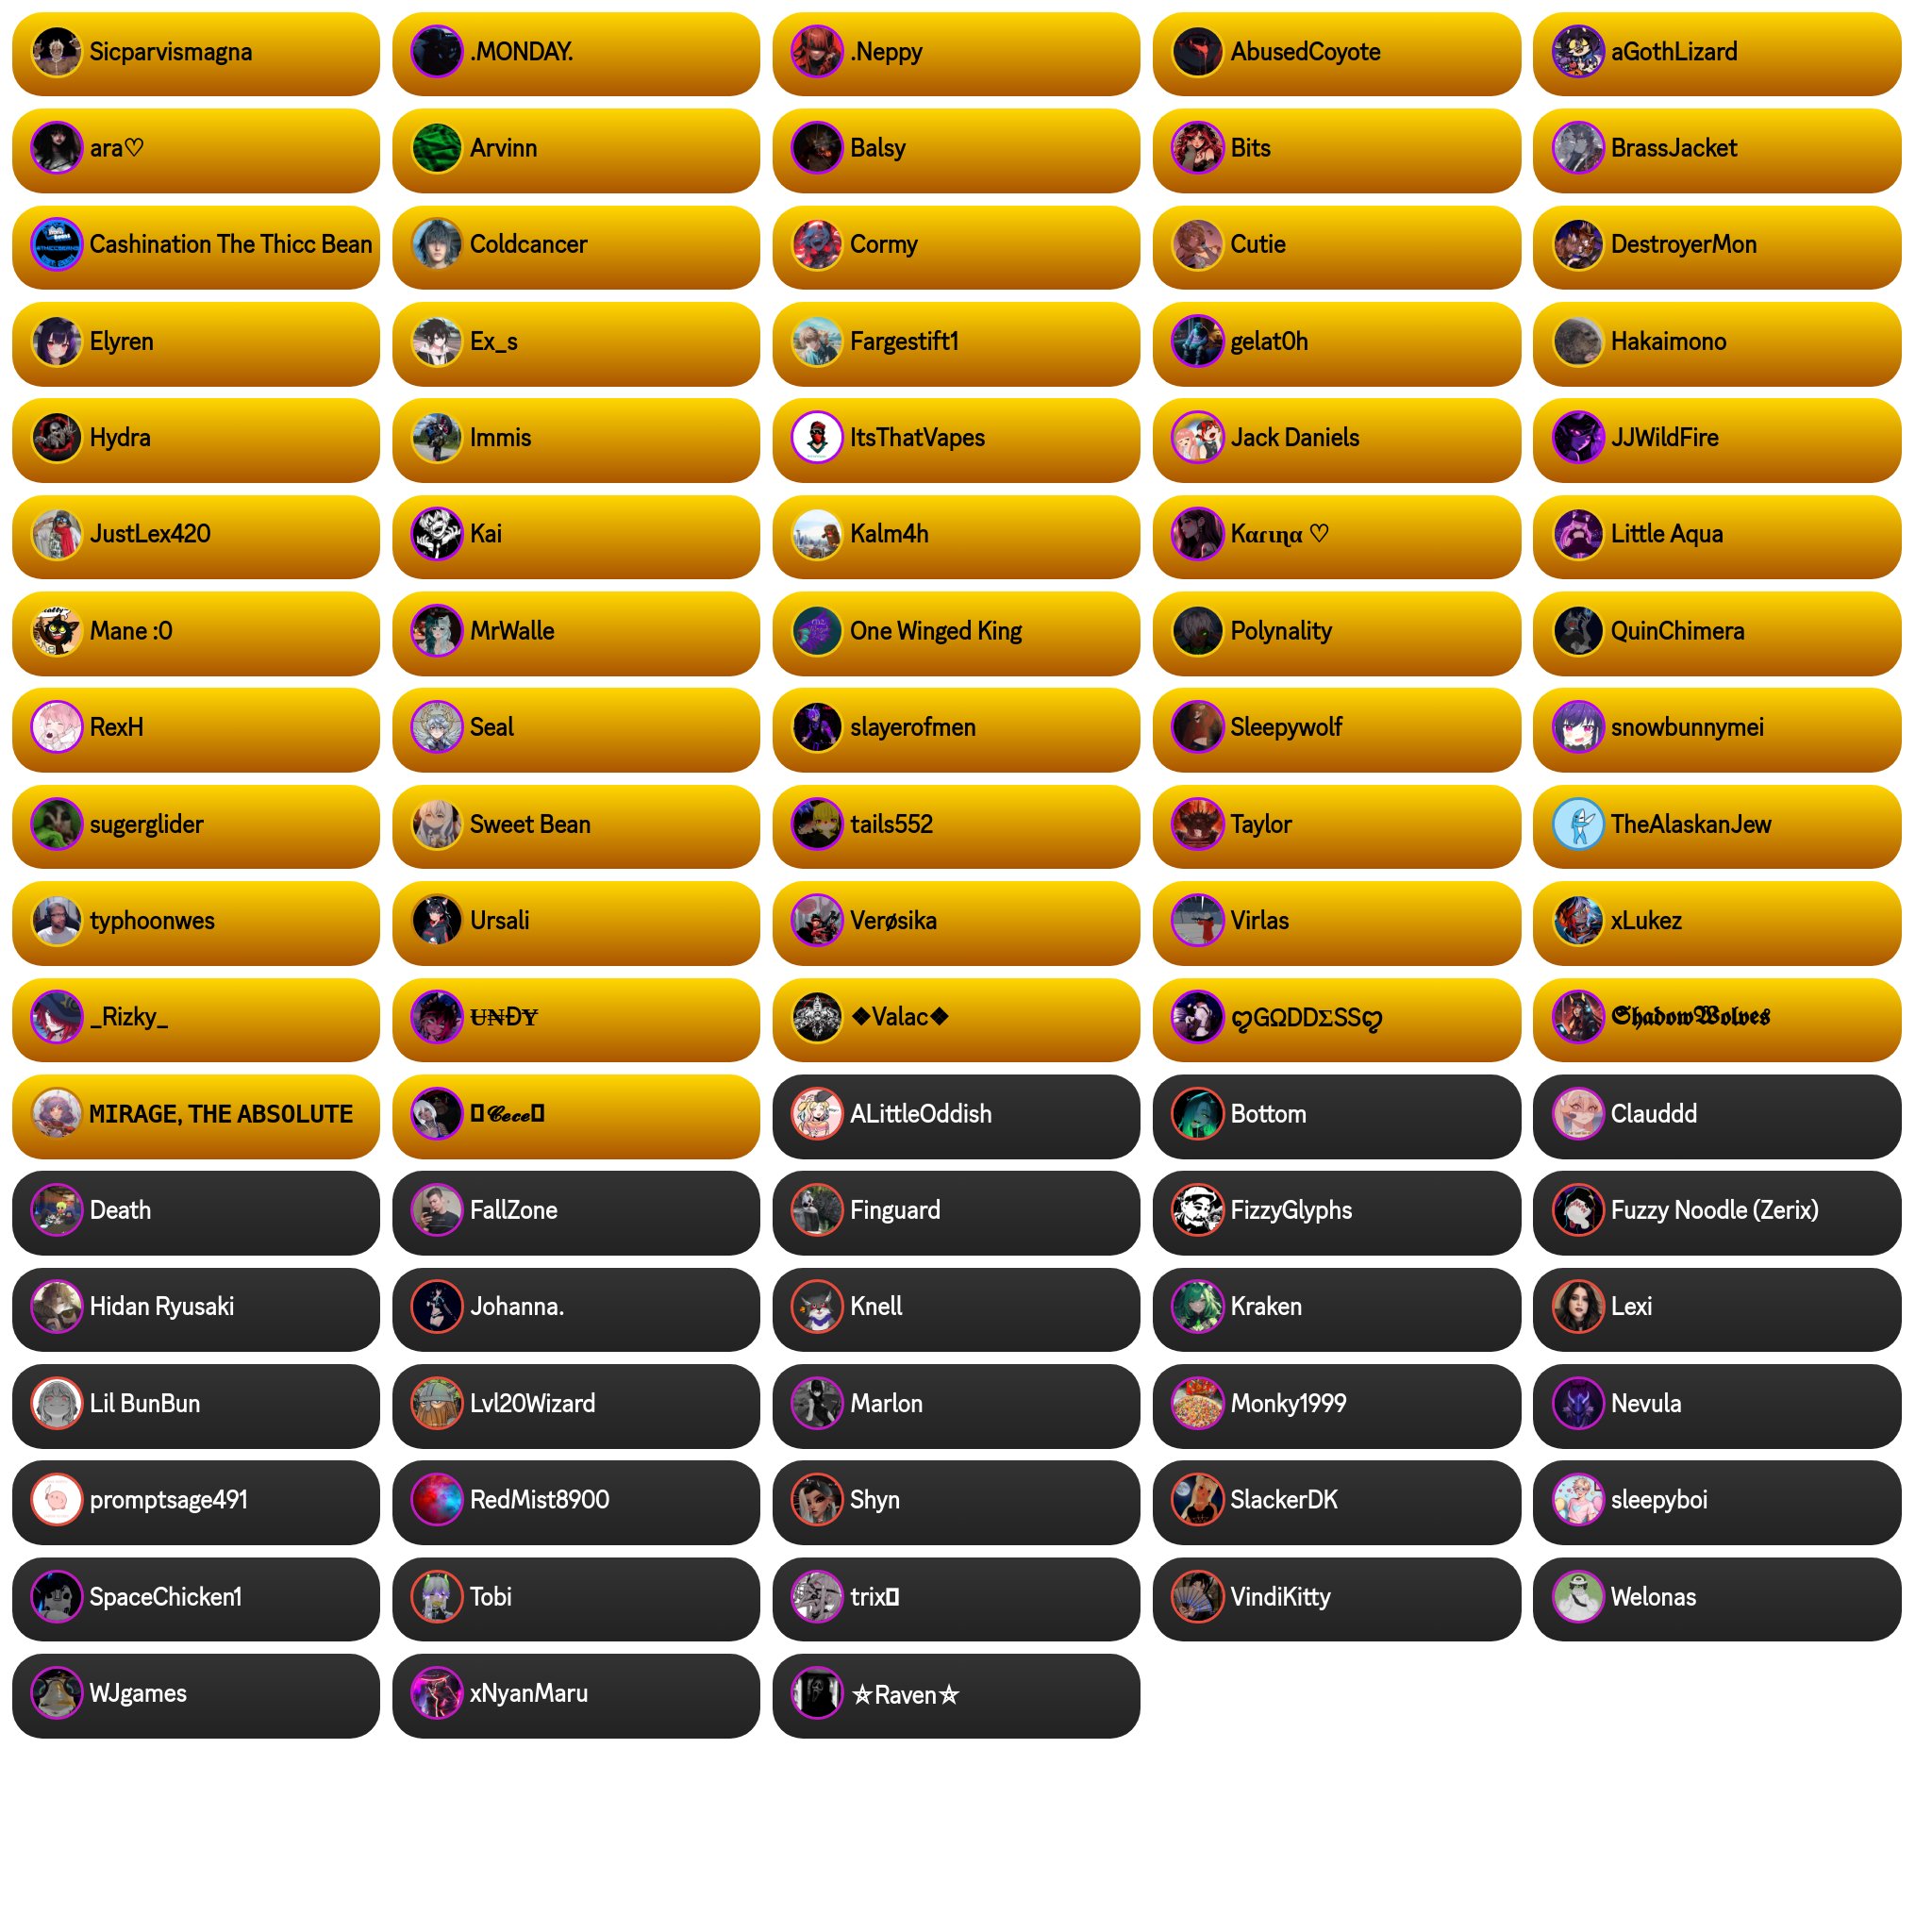 Sicparvismagna
.MONDAY.
.Neppy
AbusedCoyote
aGothLizard
ara♡
Arvinn
Balsy
Bits
BrassJacket
Cashination The Thicc Bean
Coldcancer
Cormy
Cutie
DestroyerMon
Elyren
Ex_s
Fargestift1
gelat0h
Hakaimono
Hydra
Immis
ItsThatVapes
Jack Daniels
JJWildFire
JustLex420
Kai
Kalm4h
Kαɾιɳα ♡
Little Aqua
Mane :0
MrWalle
One Winged King
Polynality
QuinChimera
RexH
Seal
slayerofmen
Sleepywolf
snowbunnymei
sugerglider
Sweet Bean
tails552
Taylor
TheAlaskanJew
typhoonwes
Ursali
Verøsika
Virlas
xLukez
_Rizky_
U̶N̶ĐY̶
❖Valac❖
ღGΩDDΣSSღ
𝕾𝖍𝖆𝖉𝖔𝖜𝖂𝖔𝖑𝖛𝖊𝖘
MIRAGE, THE ABSOLUTE
𝓒𝓮𝓬𝓮
ALittleOddish
Bottom
Clauddd
Death
FallZone
Finguard
FizzyGlyphs
Fuzzy Noodle (Zerix)
Hidan Ryusaki
Johanna.
Knell
Kraken
Lexi
Lil BunBun
Lvl20Wizard
Marlon
Monky1999
Nevula
promptsage491
RedMist8900
Shyn
SlackerDK
sleepyboi
SpaceChicken1
Tobi
trix
VindiKitty
Welonas
WJgames
xNyanMaru
⛤Raven⛤